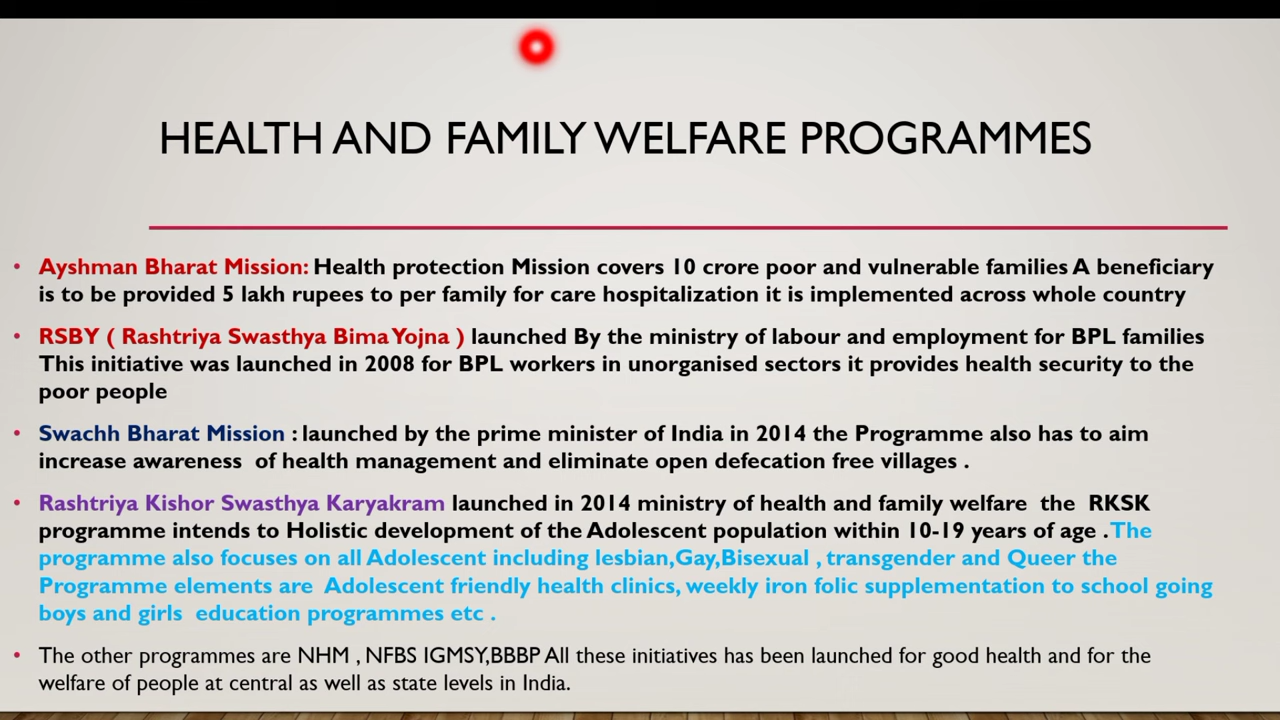 HEALTH AND FAMILY WELFARE PROGRAMMES
• Ayshman Bharat Mission: Health protection Mission covers 10 crore poor and vulnerable families A beneficiary
is to be provided 5 lakh rupees to per family for care hospitalization it is implemented across whole country
• RSBY ( Rashtriya Swasthya Bima Yojna ) launched By the ministry of labour and employment for BPL families
This initiative was launched in 2008 for BPL workers in unorganised sectors it provides health security to the
poor people
• Swachh Bharat Mission : launched by the prime minister of India in 2014 the Programme also has to aim
increase awareness of health management and eliminate open defecation free villages .
• Rashtriya Kishor Swasthya Karyakram launched in 2014 ministry of health and family welfare the RKSK
programme intends to Holistic development of the Adolescent population within 10-19 years of age .The
programme also focuses on all Adolescent including lesbian,Gay,Bisexual , transgender and Queer the
Programme elements are Adolescent friendly health clinics, weekly iron folic supplementation to school going
boys and girls education programmes etc .
• The other programmes are NHM , NFBS IGMSY,BBBP All these initiatives has been launched for good health and for the
welfare of people at central as well as state levels in India.